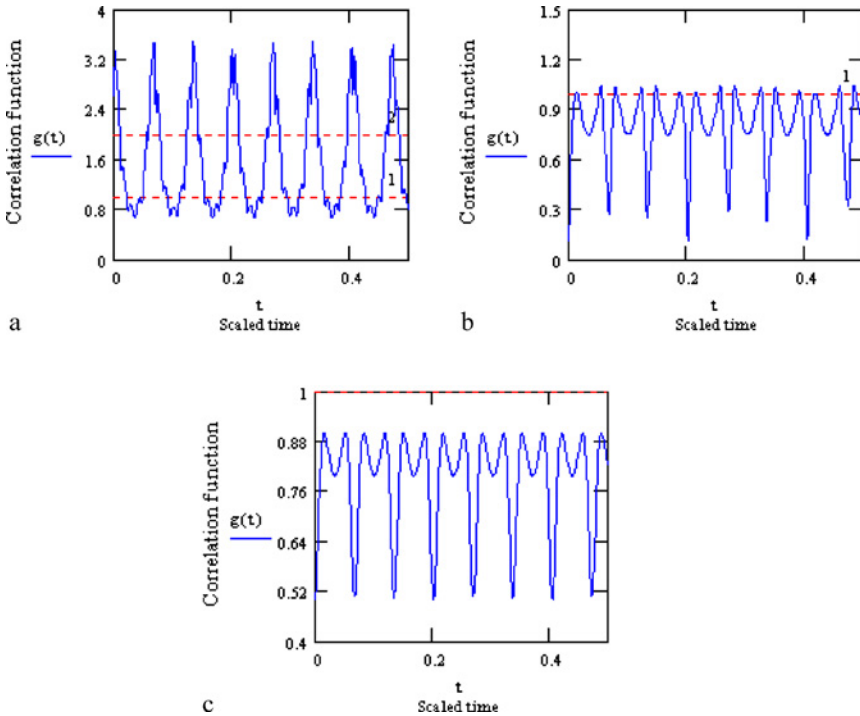 4
3.2
2.4
1.6
0.8
0
Correlation function
g(t)
2
1
0
0.2
0.4
t
Scaled time
a
1.5
1.2
0.9
0.6
0.3
0
Correlation function
g(t)
1
0
0.2
0.4
t
Scaled time
b
1
0.88
0.76
0.64
0.52
0.4
Correlation function
g(t)
0
0.2
0.4
t
Scaled time
c